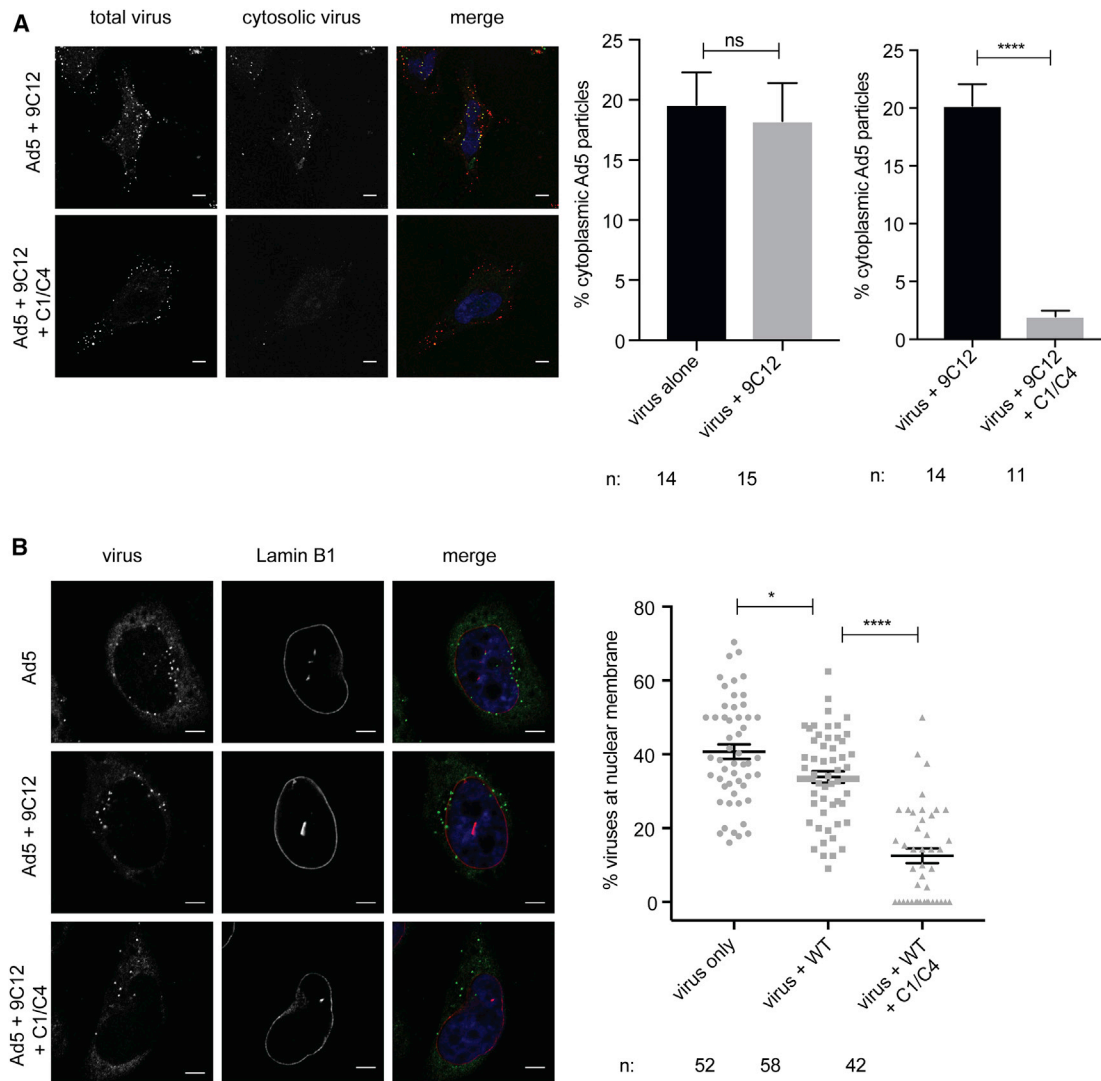 A
total virus
cytosolic virus
merge
Ad5 + 9C12
Ad5 + 9C12
+ C1/C4
% cytoplasmic Ad5 particles
25
20
15
10
5
0
ns
virus alone
virus + 9C12
n: 14 15
% cytoplasmic Ad5 particles
25
20
15
10
5
0
****
virus + 9C12
virus + 9C12
+ C1/C4
n: 14 11
B
virus
Lamin B1
merge
Ad5
Ad5 + 9C12
Ad5 + 9C12
+ C1/C4
% viruses at nuclear membrane
80
60
40
20
0
*
****
virus only
virus + WT
virus + WT
+ C1/C4
n: 52 58 42